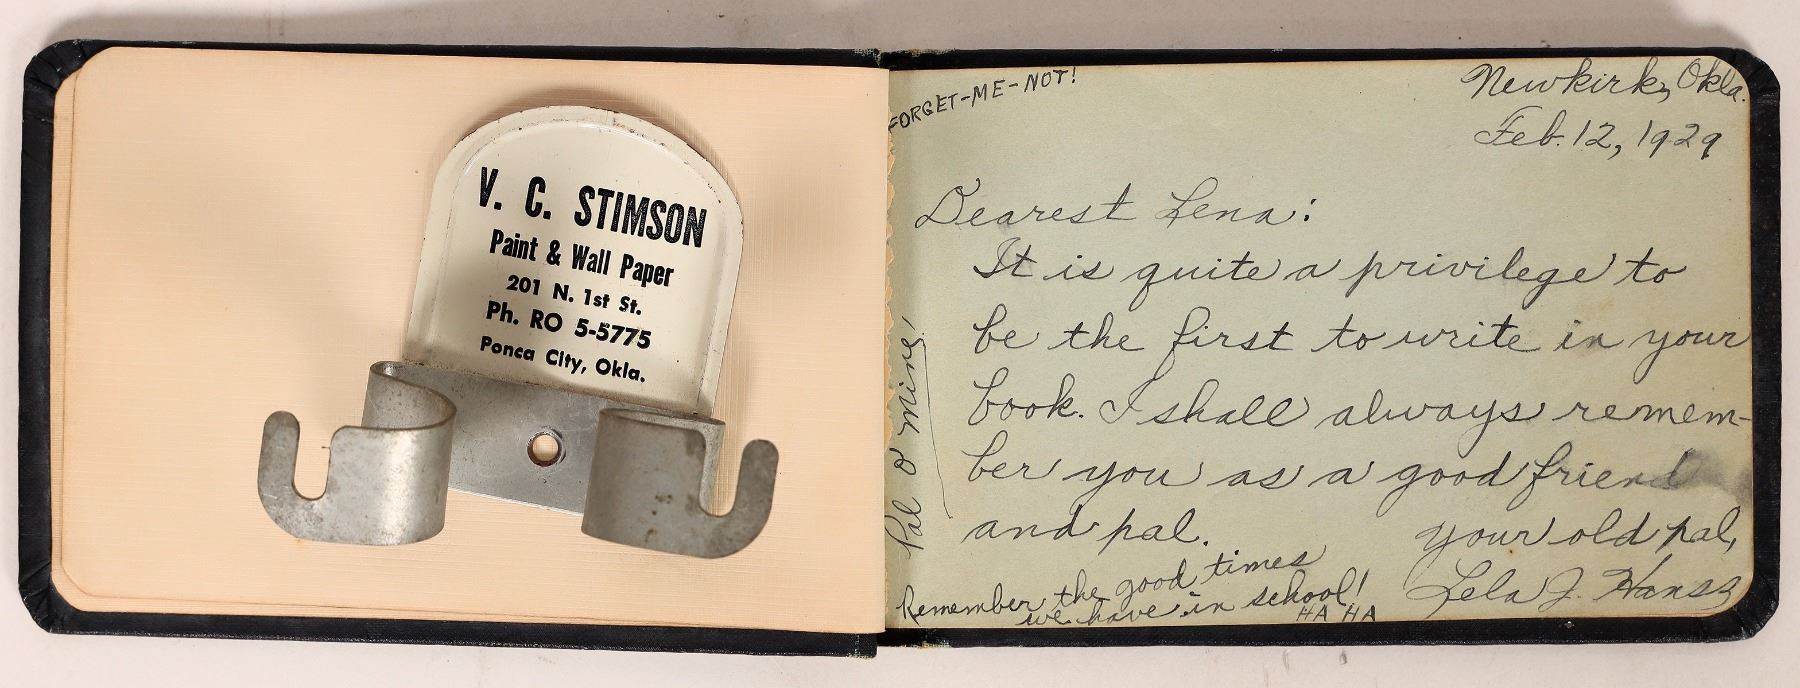 V. C. STIMSON
Paint & Wall Paper
201 N. 1st St.
Ph. RO 5-5775
Ponca City, Okla.
FORGET-ME-NOT!
Newkirk, Okla.
Feb. 12, 1929
Dearest Lena:
It is quite a privilege to
be the first to write in your
book. I shall always remem-
ber you as a good friend
and pal.
Your old pal,
Lela J.
Pal O' mine!
Remember the good times
we have in school!
HA HA